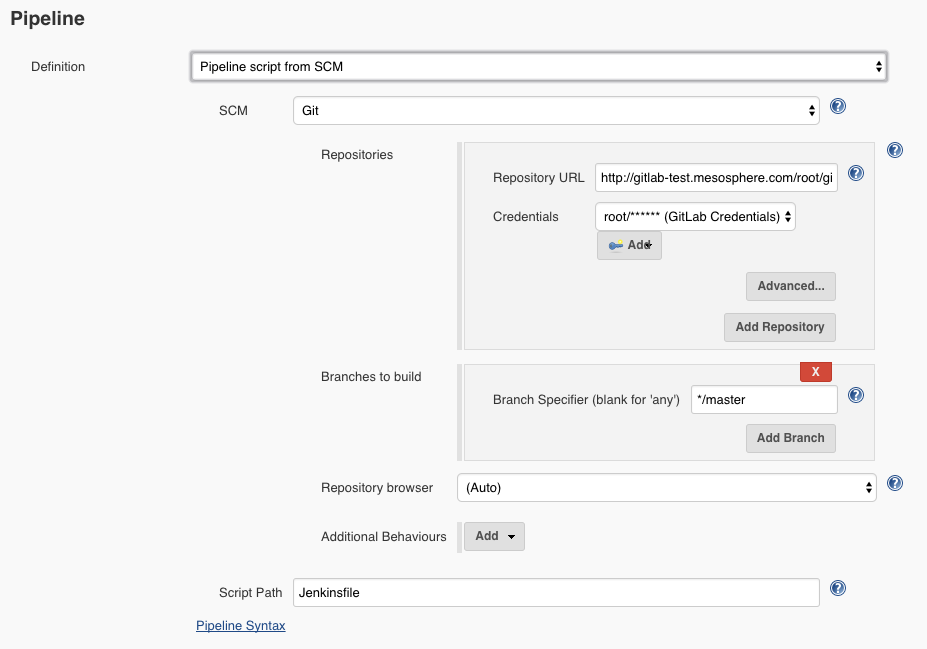 Pipeline
Definition
Pipeline script from SCM
SCM
Git
?
Repositories
?
Repository URL
http://gitlab-test.mesosphere.com/root/gi
?
Credentials
root/****** (GitLab Credentials)
Add
Advanced...
Add Repository
Branches to build
X
Branch Specifier (blank for 'any')
*/master
?
Add Branch
Repository browser
(Auto)
?
Additional Behaviours
Add
Script Path
Jenkinsfile
?
Pipeline Syntax